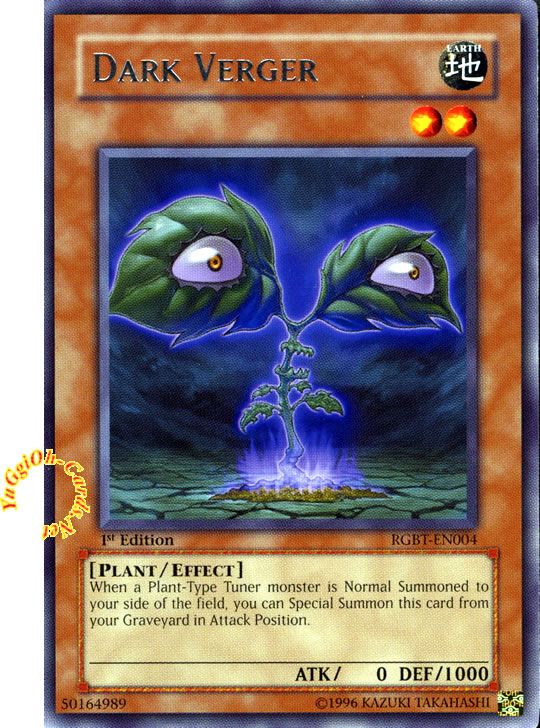 DARK VERGER
EARTH
地
YuGgiOh-Cards.Net
1st Edition
RGBT-EN004
[PLANT/EFFECT]
When a Plant-Type Tuner monster is Normal Summoned to
your side of the field, you can Special Summon this card from
your Graveyard in Attack Position.
ATK/ 0 DEF/1000
50164989
©1996 KAZUKI TAKAHASHI